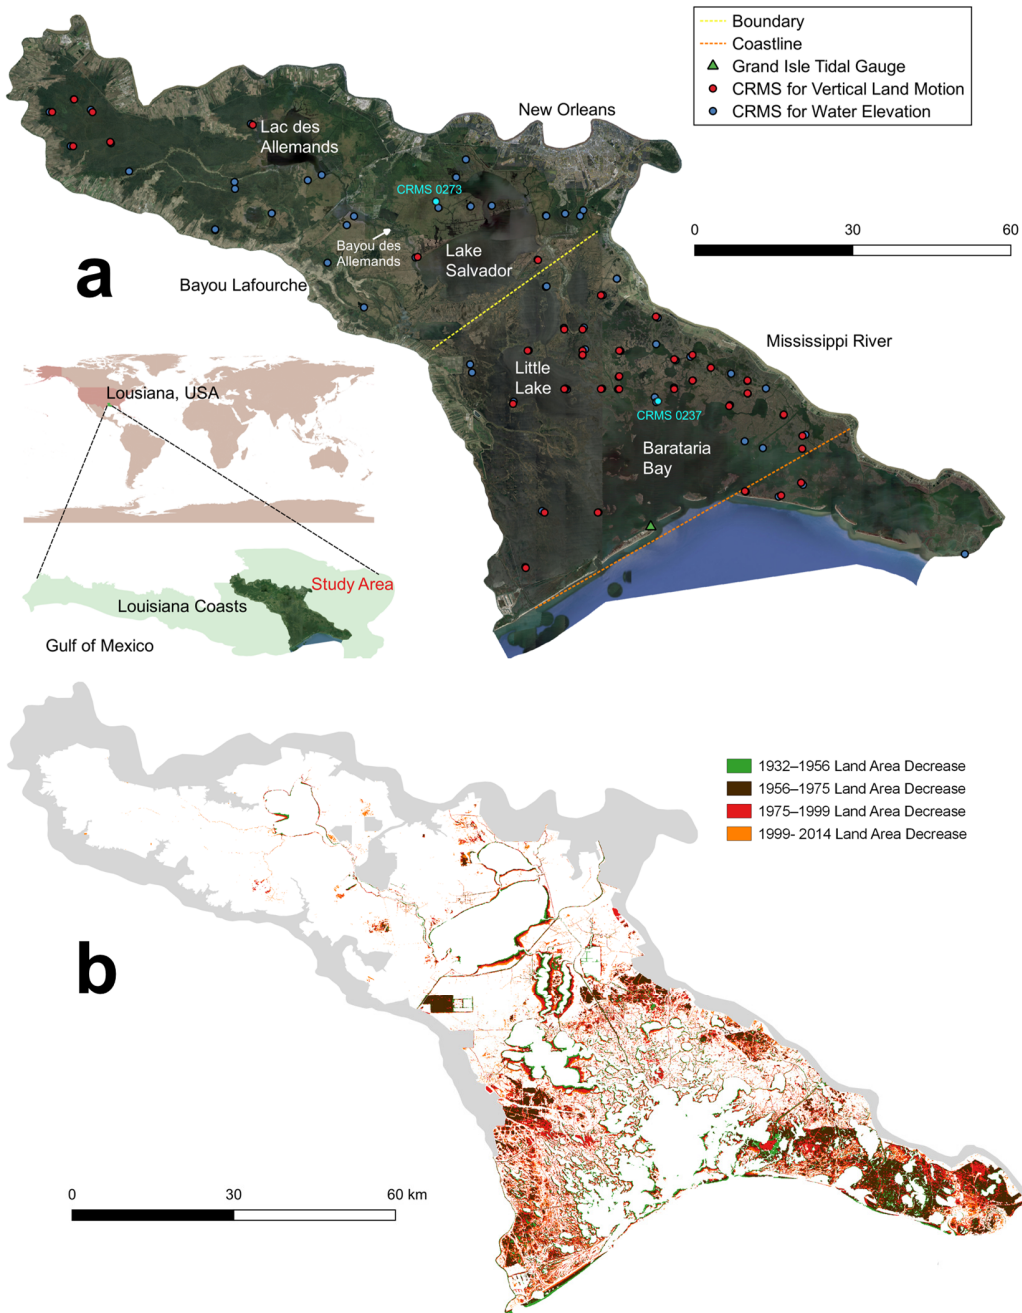 Boundary
Coastline
Grand Isle Tidal Gauge
CRMS for Vertical Land Motion
CRMS for Water Elevation
New Orleans
Lac des
Allemands
CRMS 0273
0
30
60
Bayou des
Allemands
Lake
Salvador
a
Bayou Lafourche
Mississippi River
Little
Lake
Lousiana, USA
CRMS 0237
Barataria
Bay
Study Area
Louisiana Coasts
Gulf of Mexico
1932–1956 Land Area Decrease
1956–1975 Land Area Decrease
1975–1999 Land Area Decrease
1999- 2014 Land Area Decrease
b
0
30
60 km